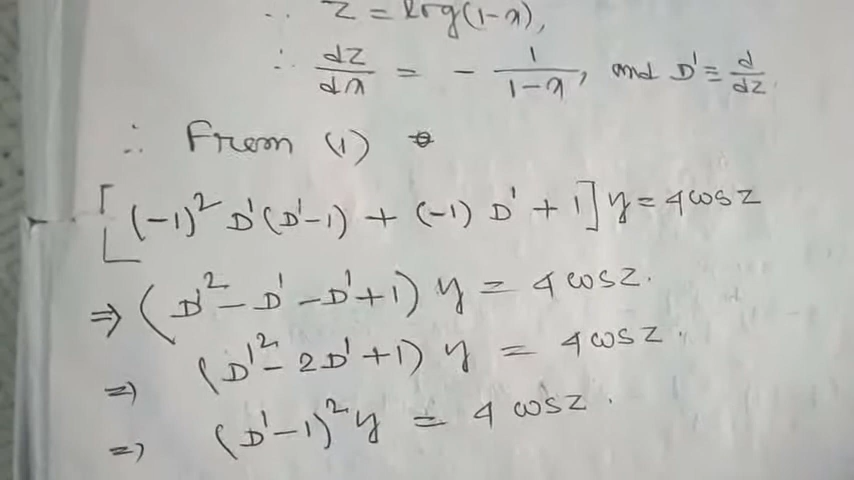 ∴ z = log(1-x),
∴ dz/dx = - 1/(1-x), and D' ≡ d/dz.
∴ From (1)
[(-1)² D'(D'-1) + (-1) D' + 1] y = 4 cos z
⇒ (D'² - D' - D' + 1) y = 4 cos z.
⇒ (D'² - 2D' + 1) y = 4 cos z.
⇒ (D' - 1)² y = 4 cos z.